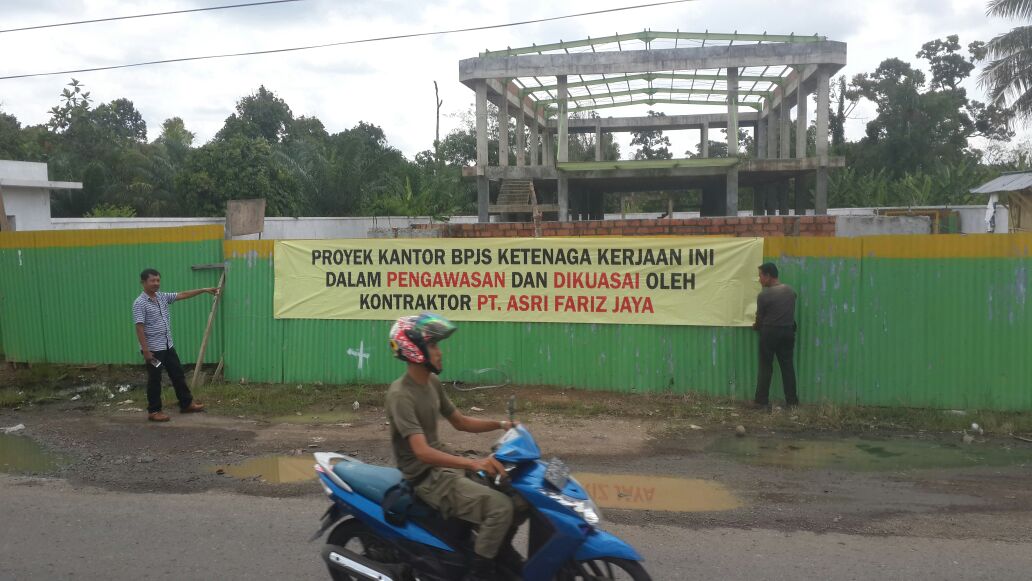 PROYEK KANTOR BPJS KETENAGA KERJAAN INI
DALAM PENGAWASAN DAN DIKUASAI OLEH
KONTRAKTOR PT. ASRI FARIZ JAYA